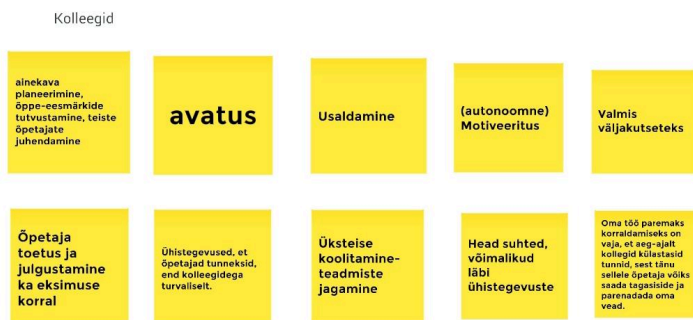 Kolleegid
ainekava
planeerimine,
õppe-eesmärkide
tutvustamine, teiste
õpetajate
juhendamine
avatus
Usaldamine
(autonoomne)
Motiveeritus
Valmis
väljakutseteks
Õpetaja
toetus ja
julgustamine
ka eksimuse
korral
Ühistegevused, et
õpetajad tunneksid,
end kolleegidega
turvaliselt.
Üksteise
koolitamine-
teadmiste
jagamine
Head suhted,
võimalikud
läbi
ühistegevuste
Oma töö paremaks
korraldamiseks on
vaja, et aeg-ajalt
kollegid külastasid
tunnid, sest tänu
sellele õpetaja võiks
saada tagasiside ja
parenadada oma
vead.